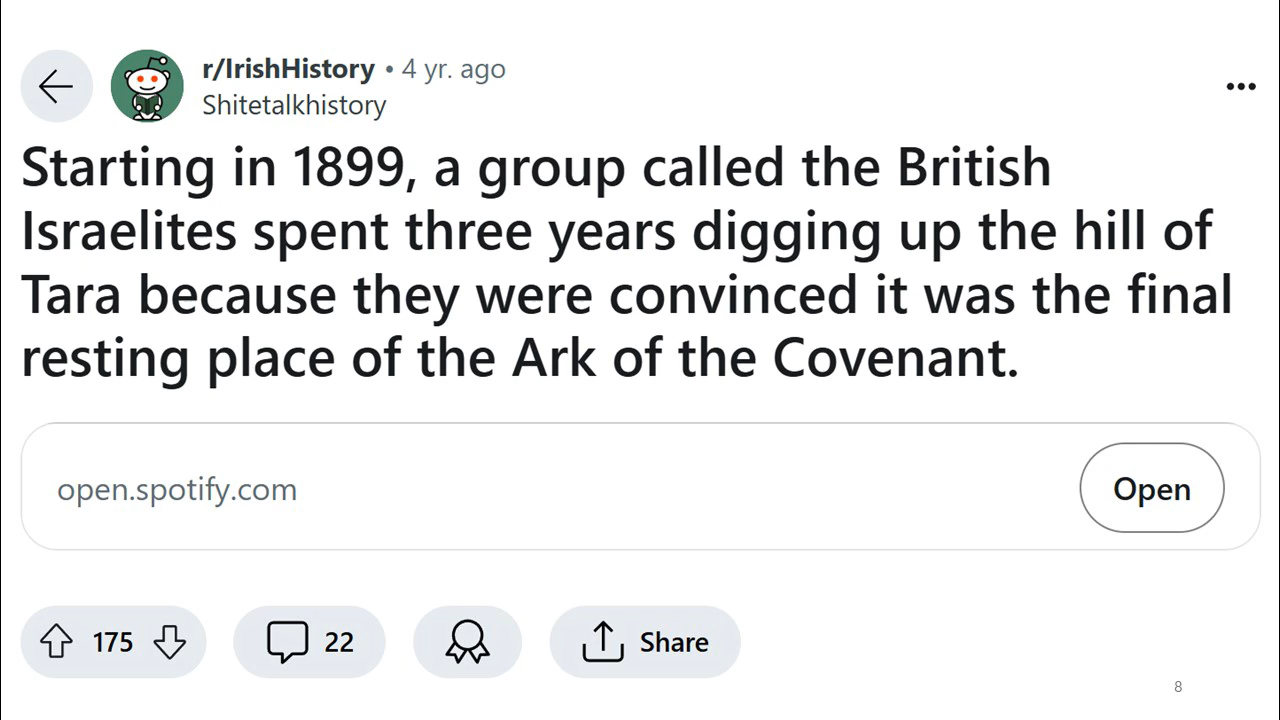 r/IrishHistory • 4 yr. ago
Shitetalkhistory
Starting in 1899, a group called the British
Israelites spent three years digging up the hill of
Tara because they were convinced it was the final
resting place of the Ark of the Covenant.
open.spotify.com
Open
175
22
Share
8